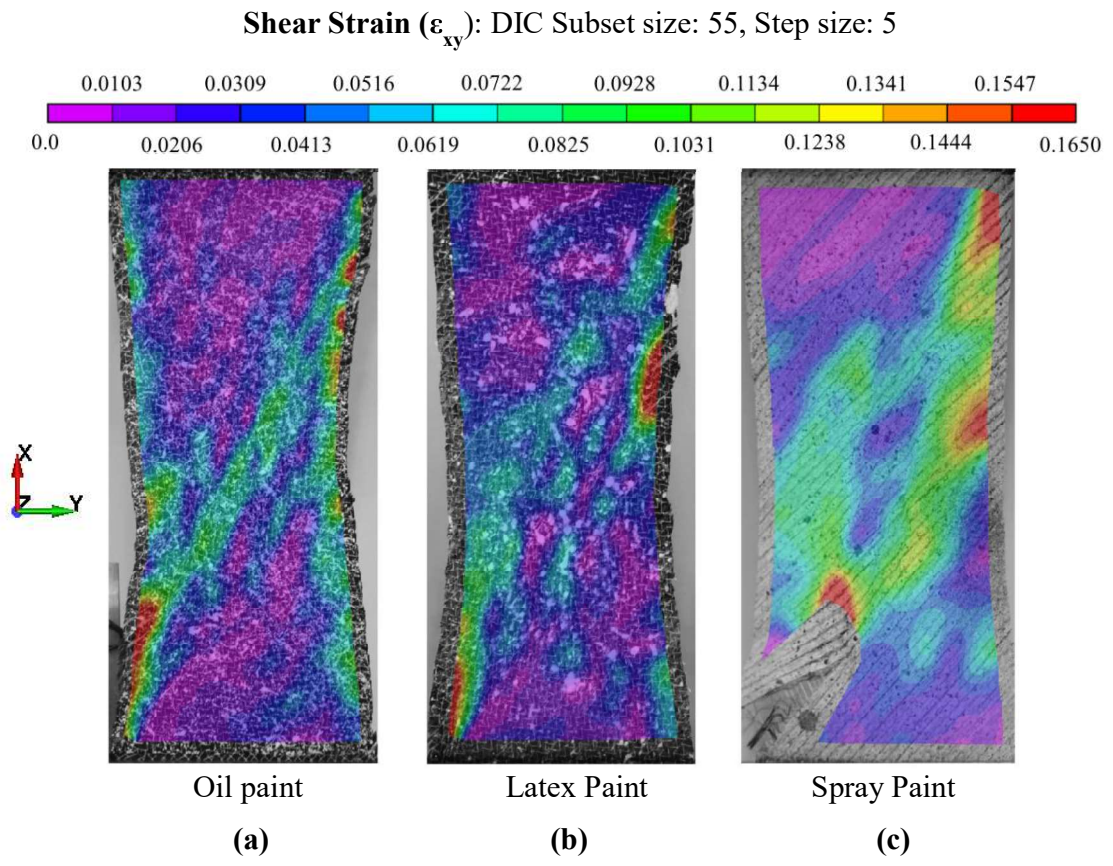 Shear Strain (εxy): DIC Subset size: 55, Step size: 5
0.0103 0.0309 0.0516 0.0722 0.0928 0.1134 0.1341 0.1547
0.0 0.0206 0.0413 0.0619 0.0825 0.1031 0.1238 0.1444 0.1650
X
Z Y
Oil paint Latex Paint Spray Paint
(a) (b) (c)